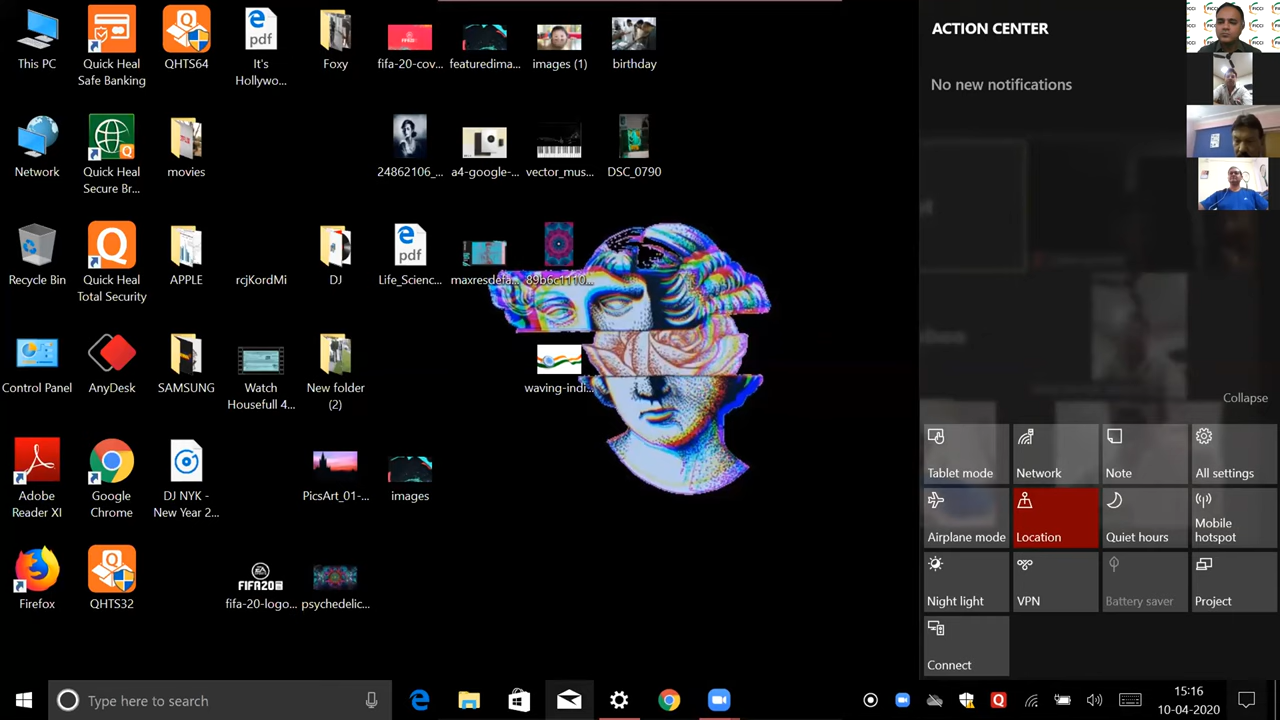 This PC
Quick Heal
Safe Banking
QHTS64
It's
Hollywo...
Foxy
fifa-20-cov...
featuredima...
images (1)
birthday
Network
Quick Heal
Secure Br...
movies
24862106_...
a4-google-...
vector_mus...
DSC_0790
Recycle Bin
Quick Heal
Total Security
APPLE
rcjKordMi
DJ
Life_Scienc...
maxresdefa...
89b6c1110...
Control Panel
AnyDesk
SAMSUNG
Watch
Housefull 4...
New folder
(2)
waving-indi...
Adobe
Reader XI
Google
Chrome
DJ NYK -
New Year 2...
PicsArt_01-...
images
Firefox
QHTS32
EA
SPORTS
FIFA20
fifa-20-logo...
psychedelic...
ACTION CENTER
No new notifications
FICCI
Collapse
Tablet mode
Network
Note
All settings
Airplane mode
Location
Quiet hours
Mobile
hotspot
Night light
VPN
Battery saver
Project
Connect
Type here to search
15:16
10-04-2020